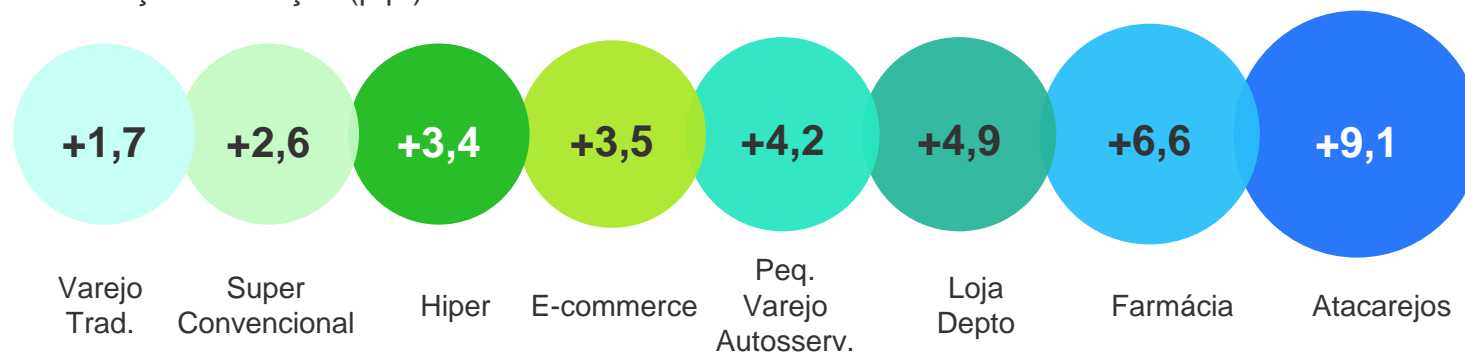 +1,7
+2,6
+3,4
+3,5
+4,2
+4,9
+6,6
+9,1
Varejo
Trad.
Super
Convencional
Hiper
E-commerce
Peq.
Varejo
Autosserv.
Loja
Depto
Farmácia
Atacarejos